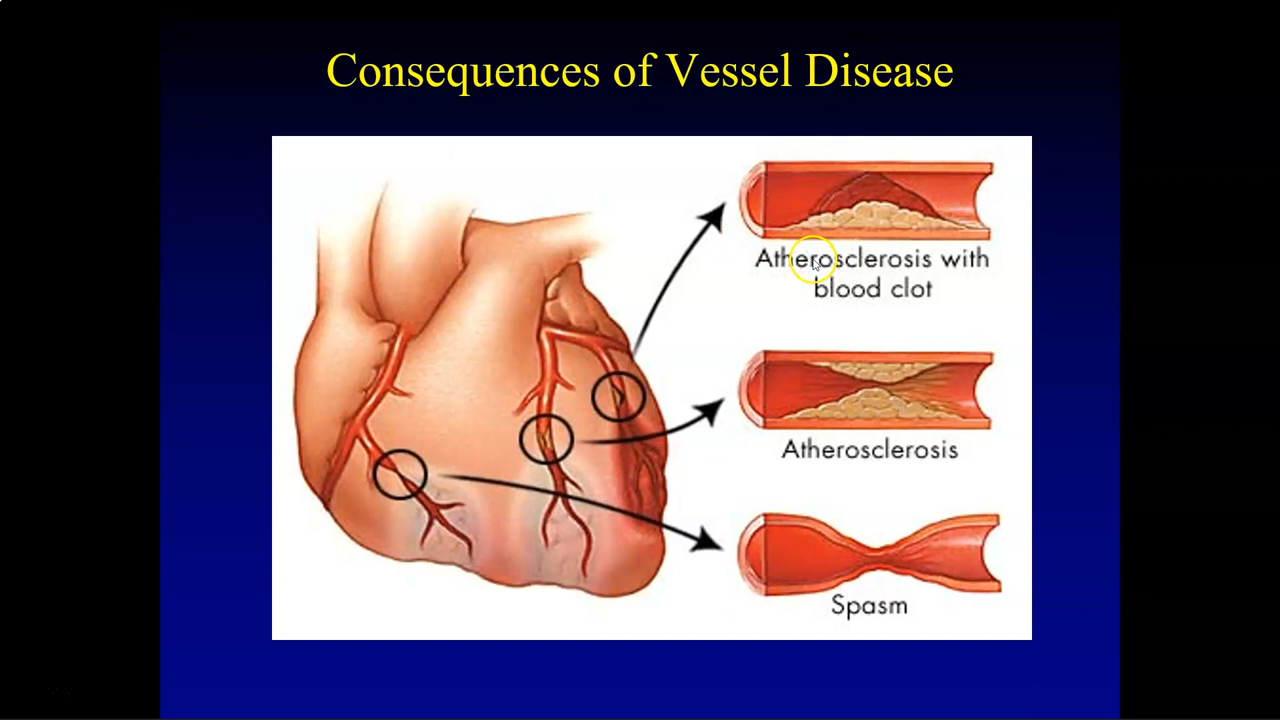 Consequences of Vessel Disease
Atherosclerosis with
blood clot
Atherosclerosis
Spasm